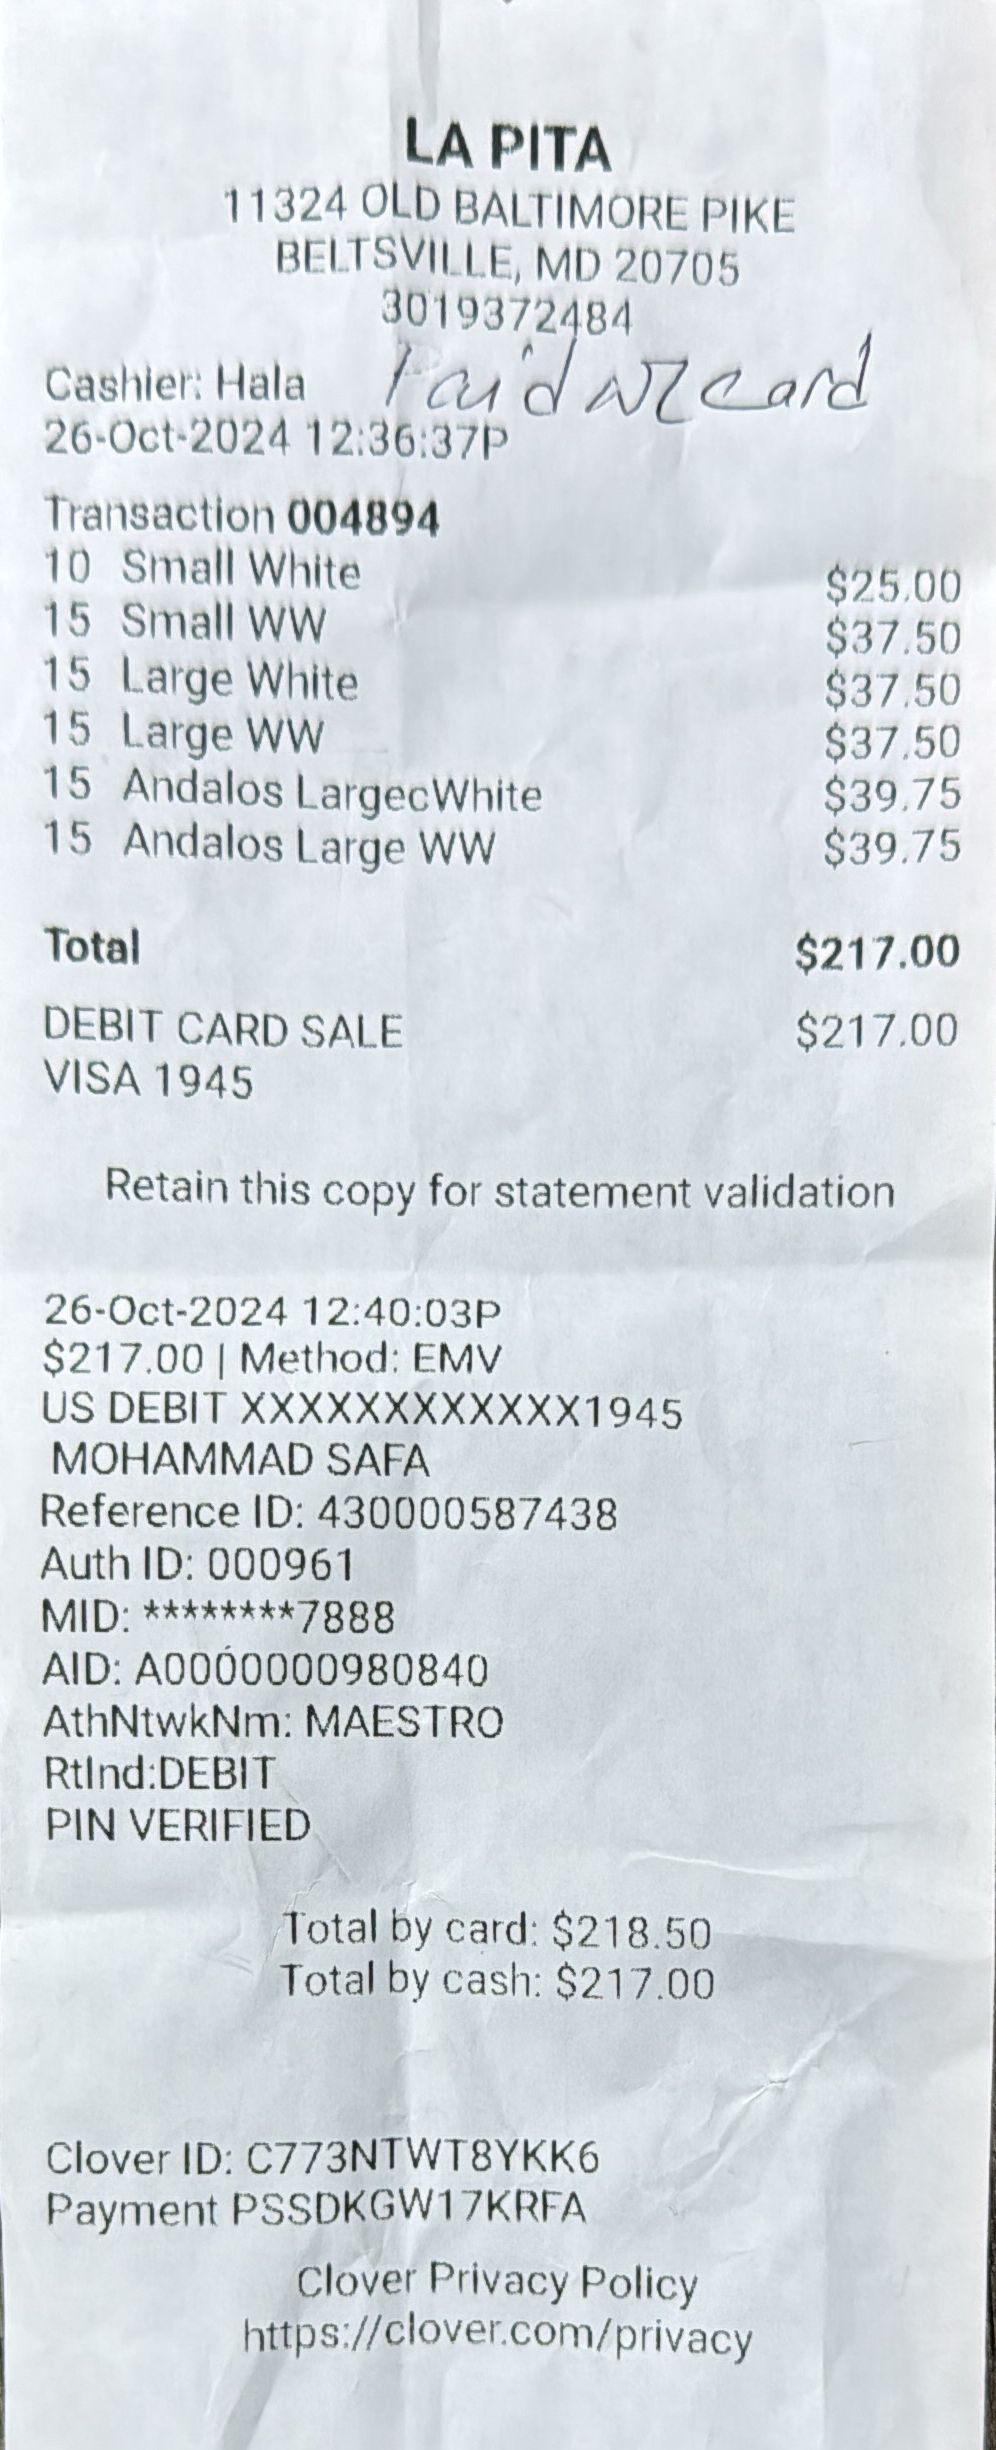 LA PITA
11324 OLD BALTIMORE PIKE
BELTSVILLE, MD 20705
3019372484
Cashier: Hala
Paid w/ card
26-Oct-2024 12:36:37P
Transaction 004894
10 Small White $25.00
15 Small WW $37.50
15 Large White $37.50
15 Large WW $37.50
15 Andalos LargecWhite $39.75
15 Andalos Large WW $39.75
Total $217.00
DEBIT CARD SALE $217.00
VISA 1945
Retain this copy for statement validation
26-Oct-2024 12:40:03P
$217.00 | Method: EMV
US DEBIT XXXXXXXXXXXX1945
MOHAMMAD SAFA
Reference ID: 430000587438
Auth ID: 000961
MID: ********7888
AID: A0000000980840
AthNtwkNm: MAESTRO
RtInd:DEBIT
PIN VERIFIED
Total by card: $218.50
Total by cash: $217.00
Clover ID: C773NTWT8YKK6
Payment PSSDKGW17KRFA
Clover Privacy Policy
https://clover.com/privacy